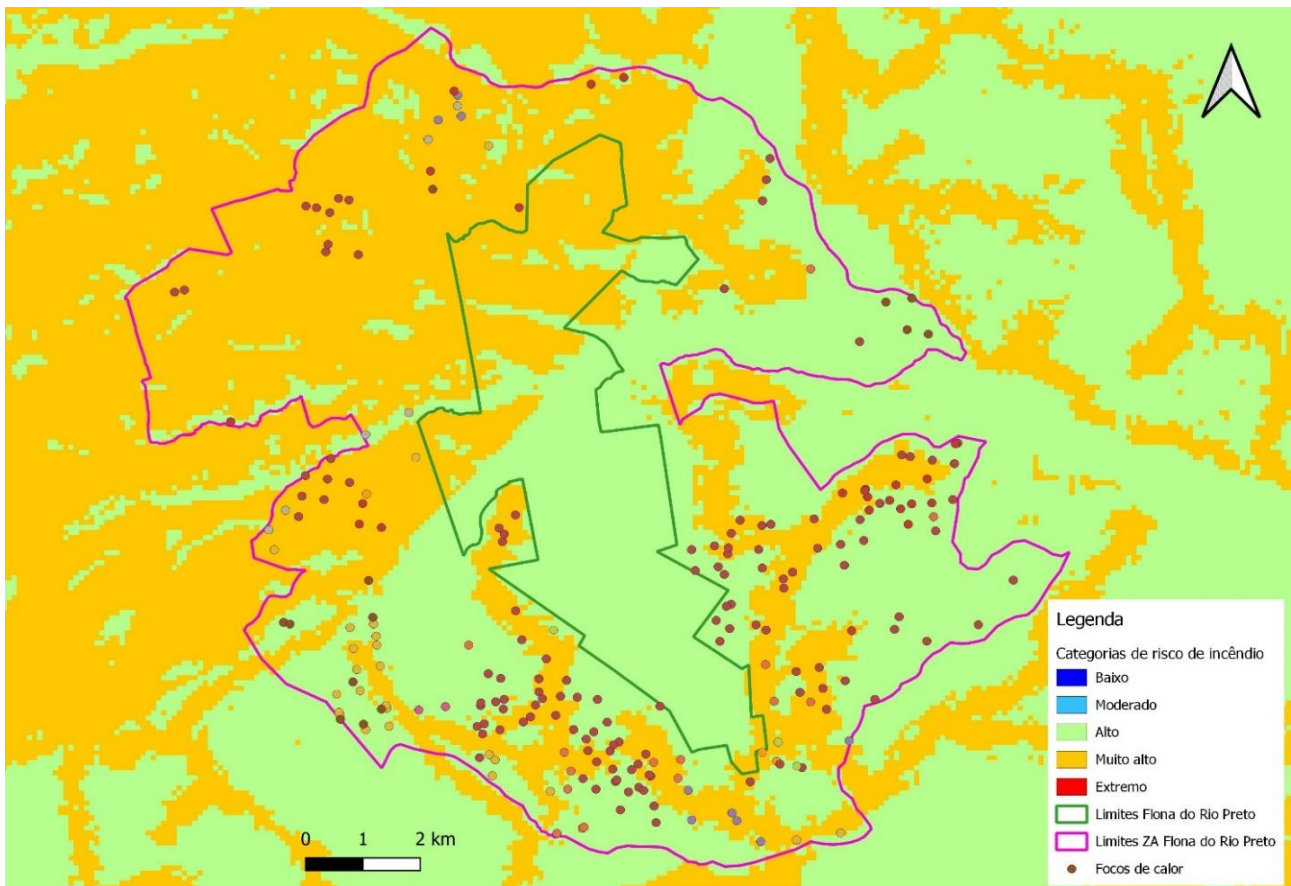 Legenda
Categorias de risco de incêndio
Baixo
Moderado
Alto
Muito alto
Extremo
Limites Flona do Rio Preto
Limites ZA Flona do Rio Preto
Focos de calor
0 1 2 km